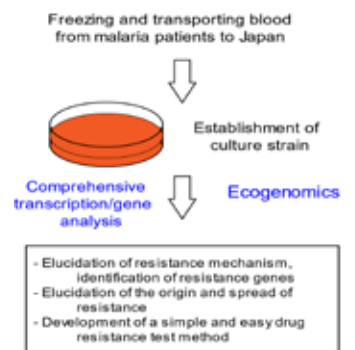 Freezing and transporting blood
from malaria patients to Japan
Establishment of
culture strain
Comprehensive
transcription/gene
analysis
Ecogenomics
- Elucidation of resistance mechanism,
identification of resistance genes
- Elucidation of the origin and spread of
resistance
- Development of a simple and easy drug
resistance test method